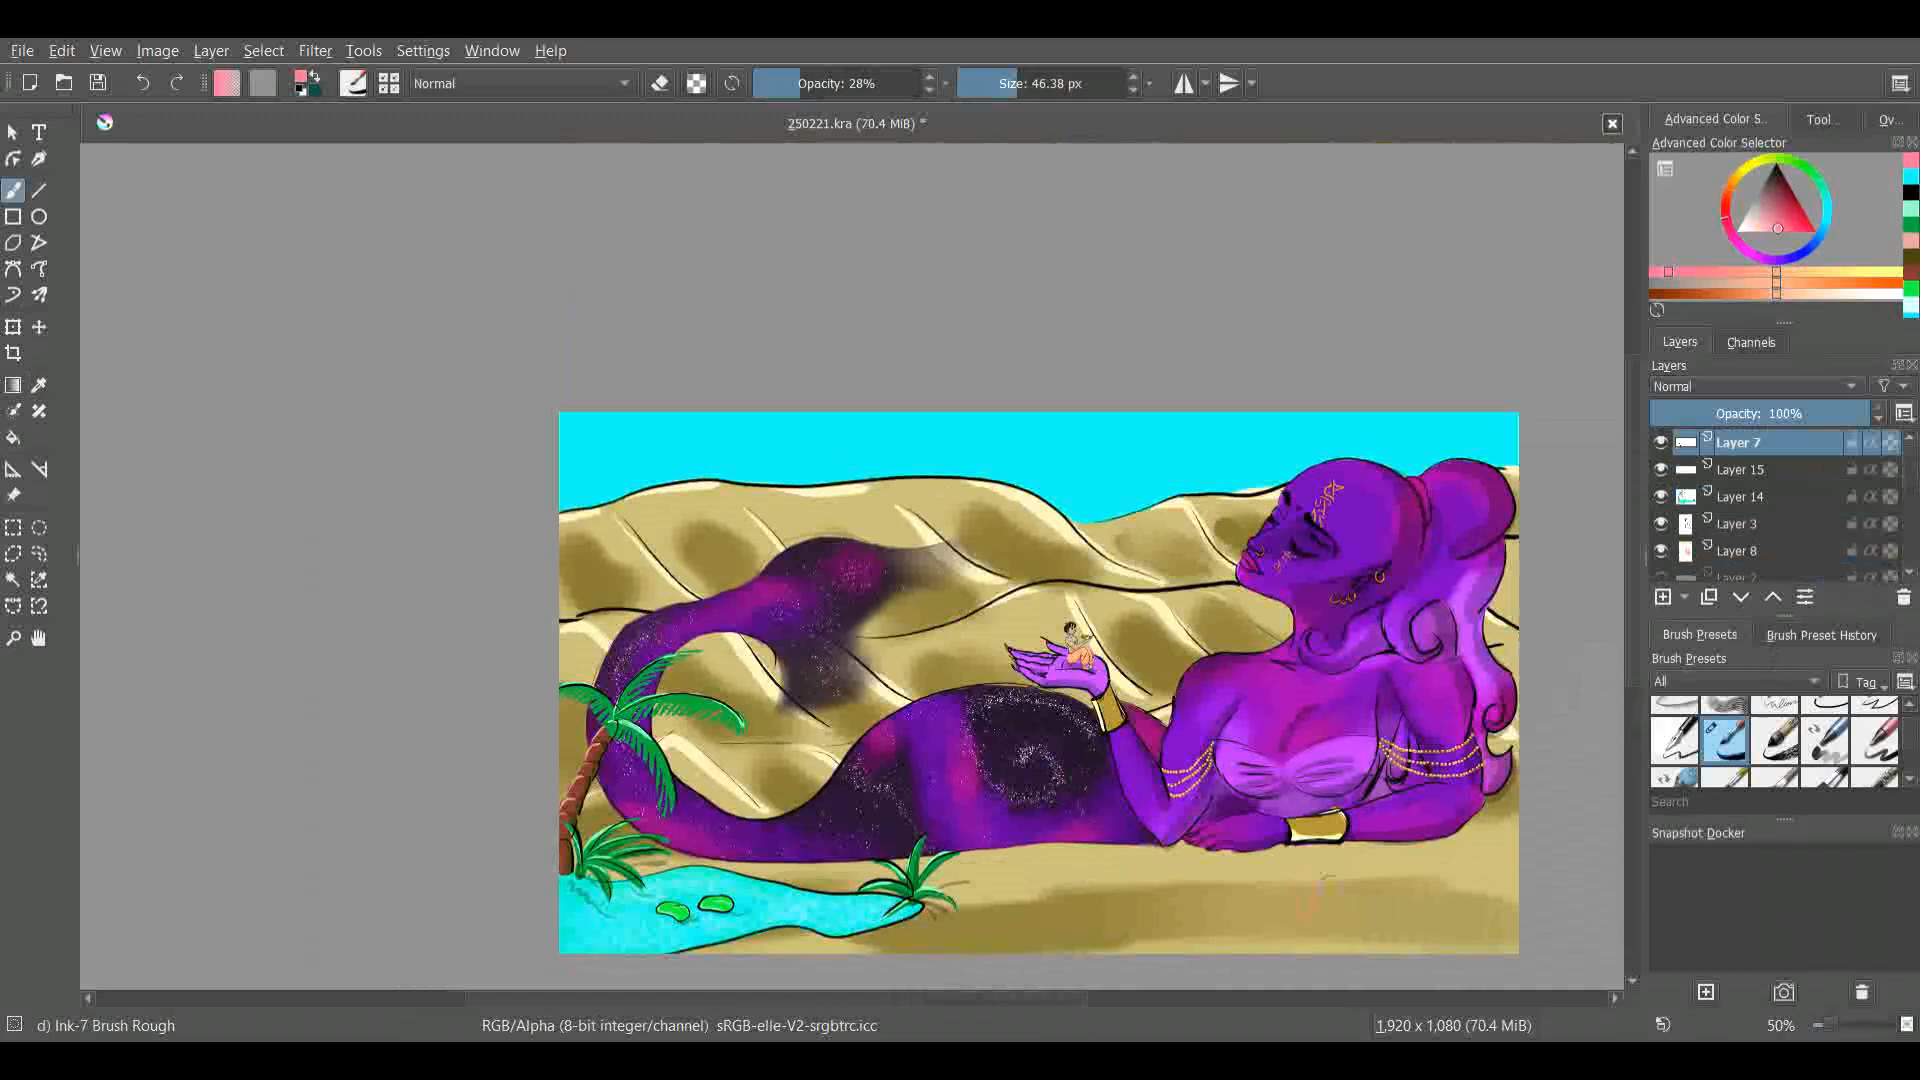 File Edit View Image Layer Select Filter Tools Settings Window Help
Normal Opacity: 28% Size: 46.38 px
250221.kra (70.4 MiB) *
Advanced Color S... Tool... Ov...
Advanced Color Selector
Layers Channels
Layers
Normal
Opacity: 100%
Layer 7
Layer 15
Layer 14
Layer 3
Layer 8
Layer 2
Brush Presets Brush Preset History
Brush Presets
All Tag
Search
Snapshot Docker
d) Ink-7 Brush Rough RGB/Alpha (8-bit integer/channel) sRGB-elle-V2-srgbtrc.icc 1,920 x 1,080 (70.4 MiB) 50%